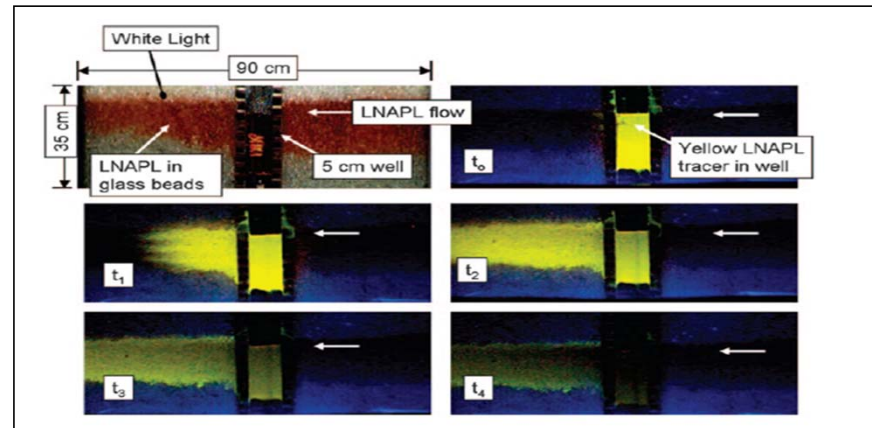 White Light
90 cm
35 cm
LNAPL flow
LNAPL in
glass beads
5 cm well
Yellow LNAPL
tracer in well
to
t1
t2
t3
t4